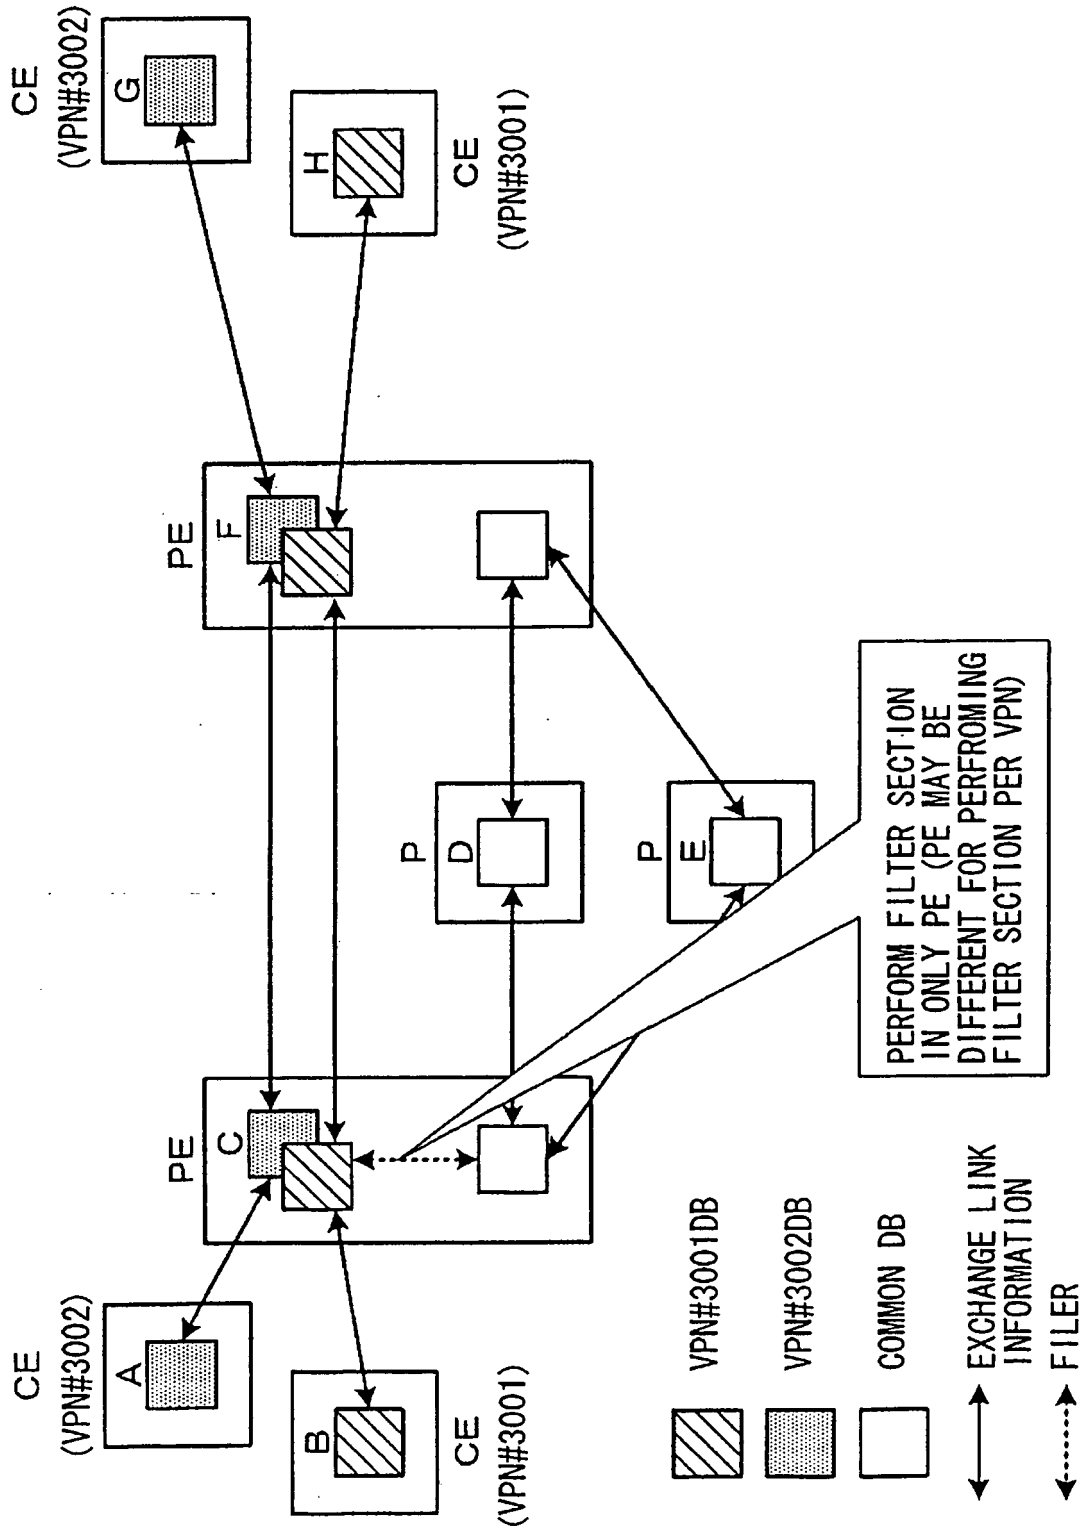 CE
(VPN#3002)
A
B
CE
(VPN#3001)
PE
C
P
D
P
E
PE
F
CE
(VPN#3002)
G
H
CE
(VPN#3001)
PERFORM FILTER SECTION
IN ONLY PE (PE MAY BE
DIFFERENT FOR PERFROMING
FILTER SECTION PER VPN)
VPN#3001DB
VPN#3002DB
COMMON DB
EXCHANGE LINK
INFORMATION
FILER